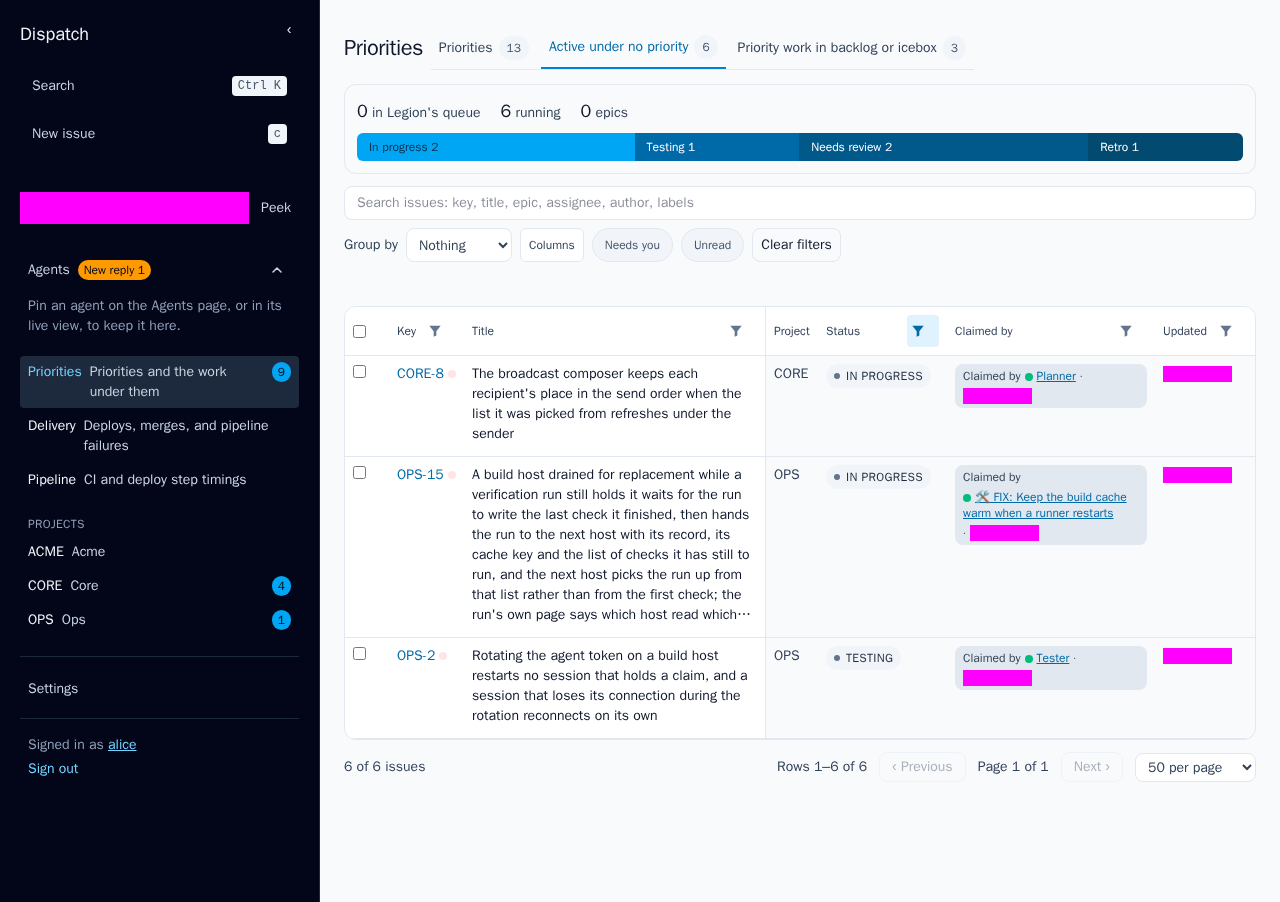 Dispatch
‹
Search
Ctrl K
New issue
C
Peek
Agents
New reply 1
Pin an agent on the Agents page, or in its
live view, to keep it here.
Priorities
Priorities and the work
under them
9
Delivery
Deploys, merges, and pipeline
failures
Pipeline
CI and deploy step timings
PROJECTS
ACME Acme
CORE Core
4
OPS Ops
1
Settings
Signed in as alice
Sign out
Priorities
Priorities 13
Active under no priority 6
Priority work in backlog or icebox 3
0 in Legion's queue
6 running
0 epics
In progress 2
Testing 1
Needs review 2
Retro 1
Search issues: key, title, epic, assignee, author, labels
Group by
Nothing
Columns
Needs you
Unread
Clear filters
Key
Title
Project
Status
Claimed by
Updated
CORE-8
The broadcast composer keeps each
recipient's place in the send order when the
list it was picked from refreshes under the
sender
CORE
IN PROGRESS
Claimed by Planner ·
OPS-15
A build host drained for replacement while a
verification run still holds it waits for the run
to write the last check it finished, then hands
the run to the next host with its record, its
cache key and the list of checks it has still to
run, and the next host picks the run up from
that list rather than from the first check; the
run's own page says which host read which…
OPS
IN PROGRESS
Claimed by
🛠️ FIX: Keep the build cache
warm when a runner restarts
·
OPS-2
Rotating the agent token on a build host
restarts no session that holds a claim, and a
session that loses its connection during the
rotation reconnects on its own
OPS
TESTING
Claimed by Tester ·
6 of 6 issues
Rows 1–6 of 6
‹ Previous
Page 1 of 1
Next ›
50 per page